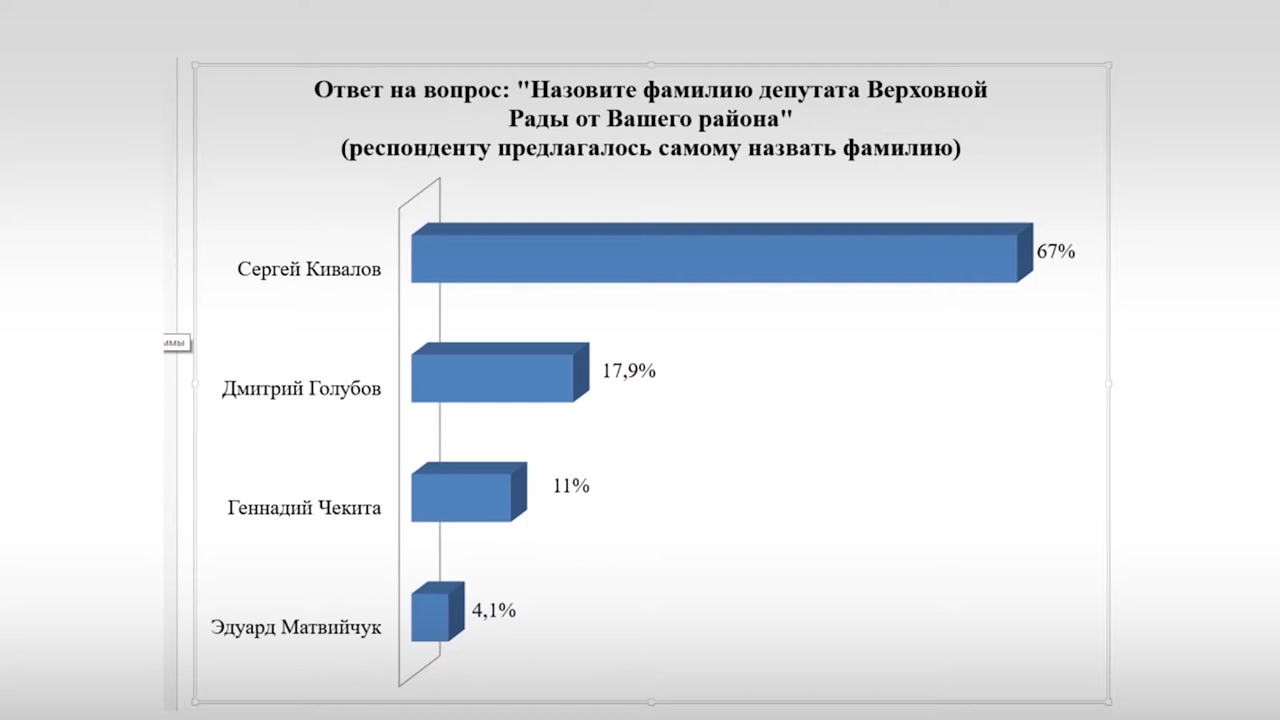 Ответ на вопрос: "Назовите фамилию депутата Верховной
Рады от Вашего района"
(респонденту предлагалось самому назвать фамилию)
Сергей Кивалов 67%
Дмитрий Голубов 17,9%
ммы
Геннадий Чекита 11%
Эдуард Матвийчук 4,1%